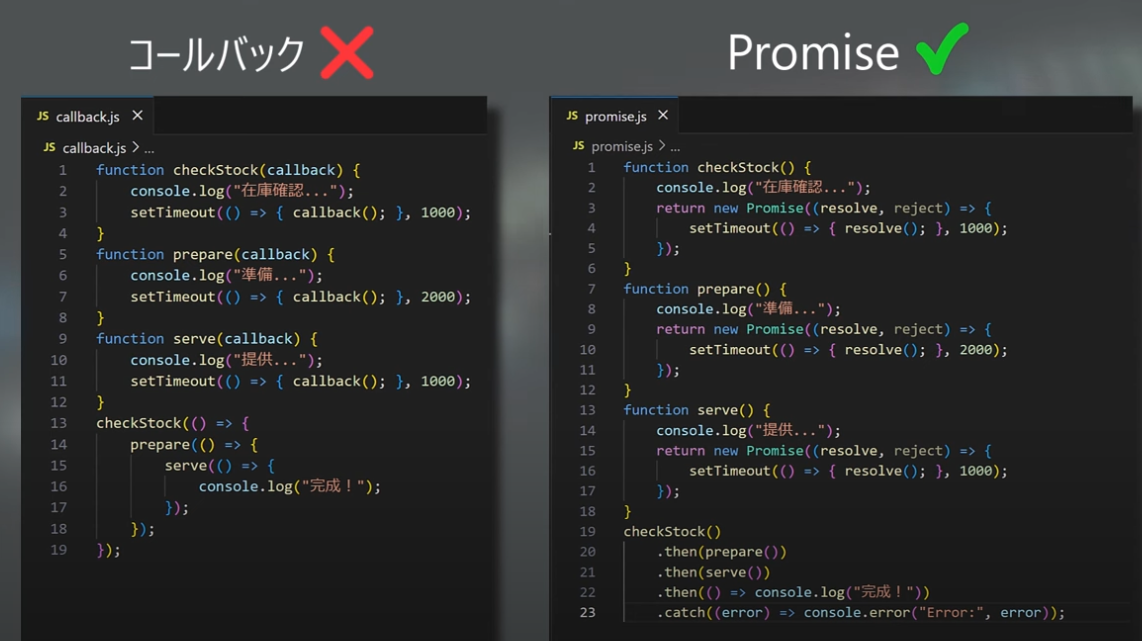 コールバック ❌
JS callback.js ×
JS callback.js > ...
1 function checkStock(callback) {
2 console.log("在庫確認...");
3 setTimeout(() => { callback(); }, 1000);
4 }
5 function prepare(callback) {
6 console.log("準備...");
7 setTimeout(() => { callback(); }, 2000);
8 }
9 function serve(callback) {
10 console.log("提供...");
11 setTimeout(() => { callback(); }, 1000);
12 }
13 checkStock(() => {
14 prepare(() => {
15 serve(() => {
16 console.log("完成！");
17 });
18 });
19 });
Promise ✓
JS promise.js ×
JS promise.js > ...
1 function checkStock() {
2 console.log("在庫確認...");
3 return new Promise((resolve, reject) => {
4 setTimeout(() => { resolve(); }, 1000);
5 });
6 }
7 function prepare() {
8 console.log("準備...");
9 return new Promise((resolve, reject) => {
10 setTimeout(() => { resolve(); }, 2000);
11 });
12 }
13 function serve() {
14 console.log("提供...");
15 return new Promise((resolve, reject) => {
16 setTimeout(() => { resolve(); }, 1000);
17 });
18 }
19 checkStock()
20 .then(prepare())
21 .then(serve())
22 .then(() => console.log("完成！"))
23 .catch((error) => console.error("Error:", error));